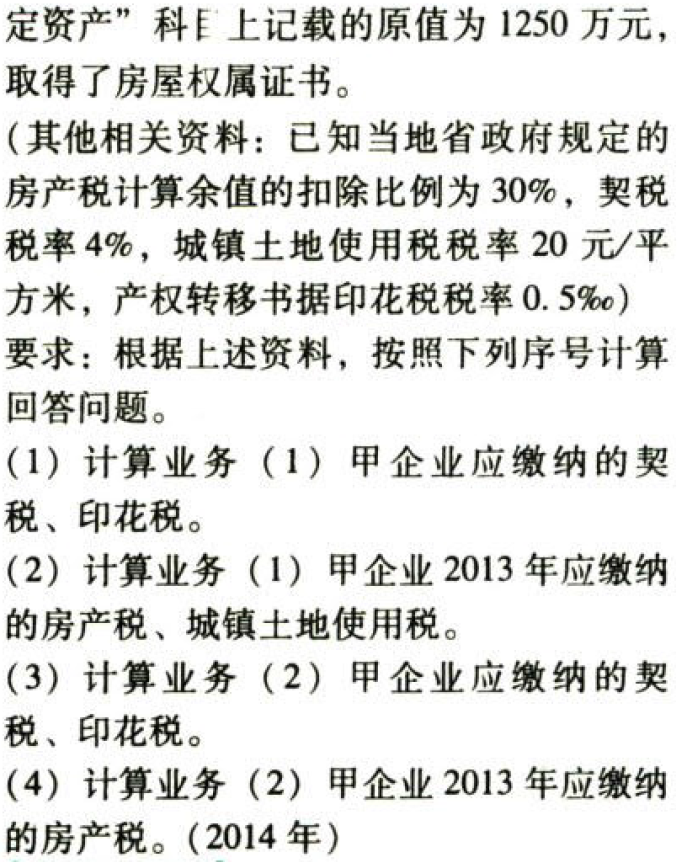 定资产”科目上记载的原值为 1250 万元，
取得了房屋权属证书。
（其他相关资料：已知当地省政府规定的
房产税计算余值的扣除比例为 30%，契税
税率 4%，城镇土地使用税税率 20 元/平
方米，产权转移书据印花税税率 0.5‰）
要求：根据上述资料，按照下列序号计算
回答问题。
（1）计算业务（1）甲企业应缴纳的契
税、印花税。
（2）计算业务（1）甲企业 2013 年应缴纳
的房产税、城镇土地使用税。
（3）计算业务（2）甲企业应缴纳的契
税、印花税。
（4）计算业务（2）甲企业 2013 年应缴纳
的房产税。（2014 年）